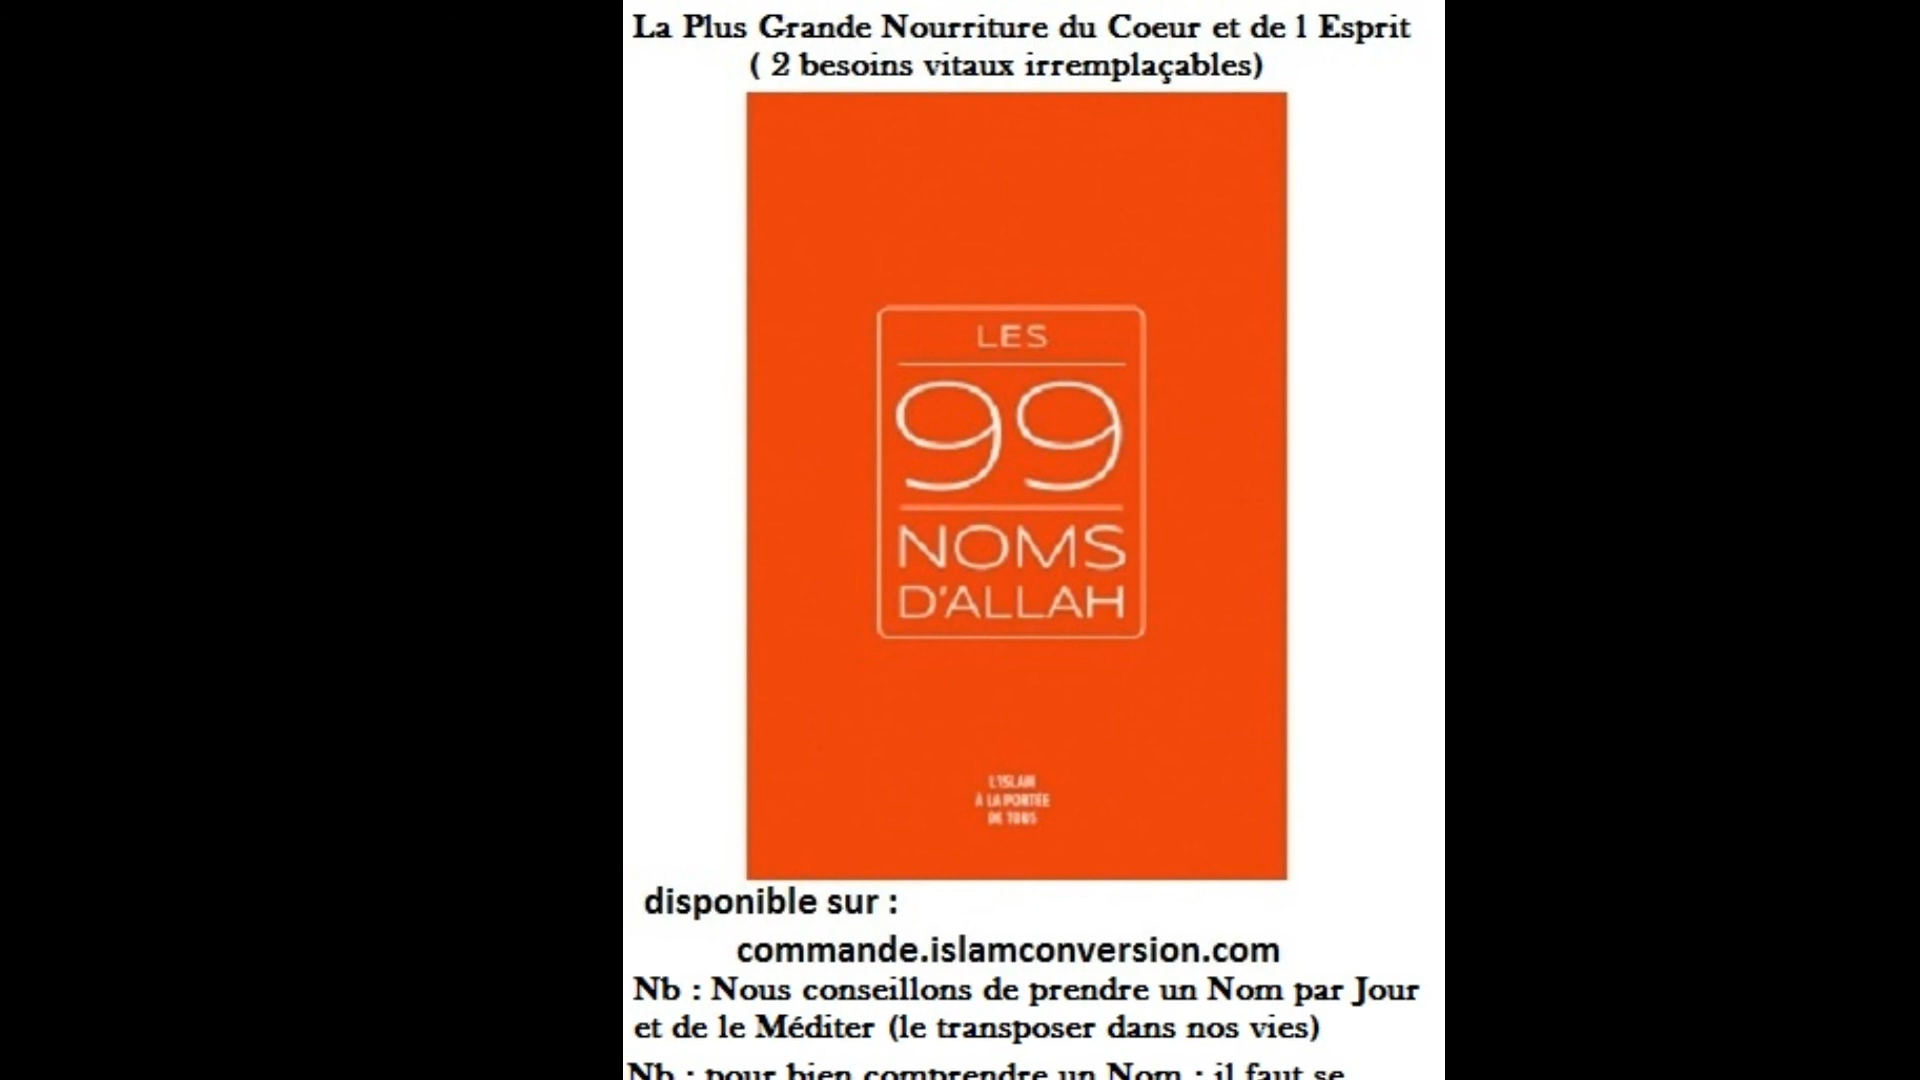 La Plus Grande Nourriture du Coeur et de l Esprit
( 2 besoins vitaux irremplaçables)
LES
99
NOMS
D'ALLAH
L'ISLAM
À LA PORTÉE
DE TOUS
disponible sur :
commande.islamconversion.com
Nb : Nous conseillons de prendre un Nom par Jour
et de le Méditer (le transposer dans nos vies)
Nb : pour bien comprendre un Nom : il faut se